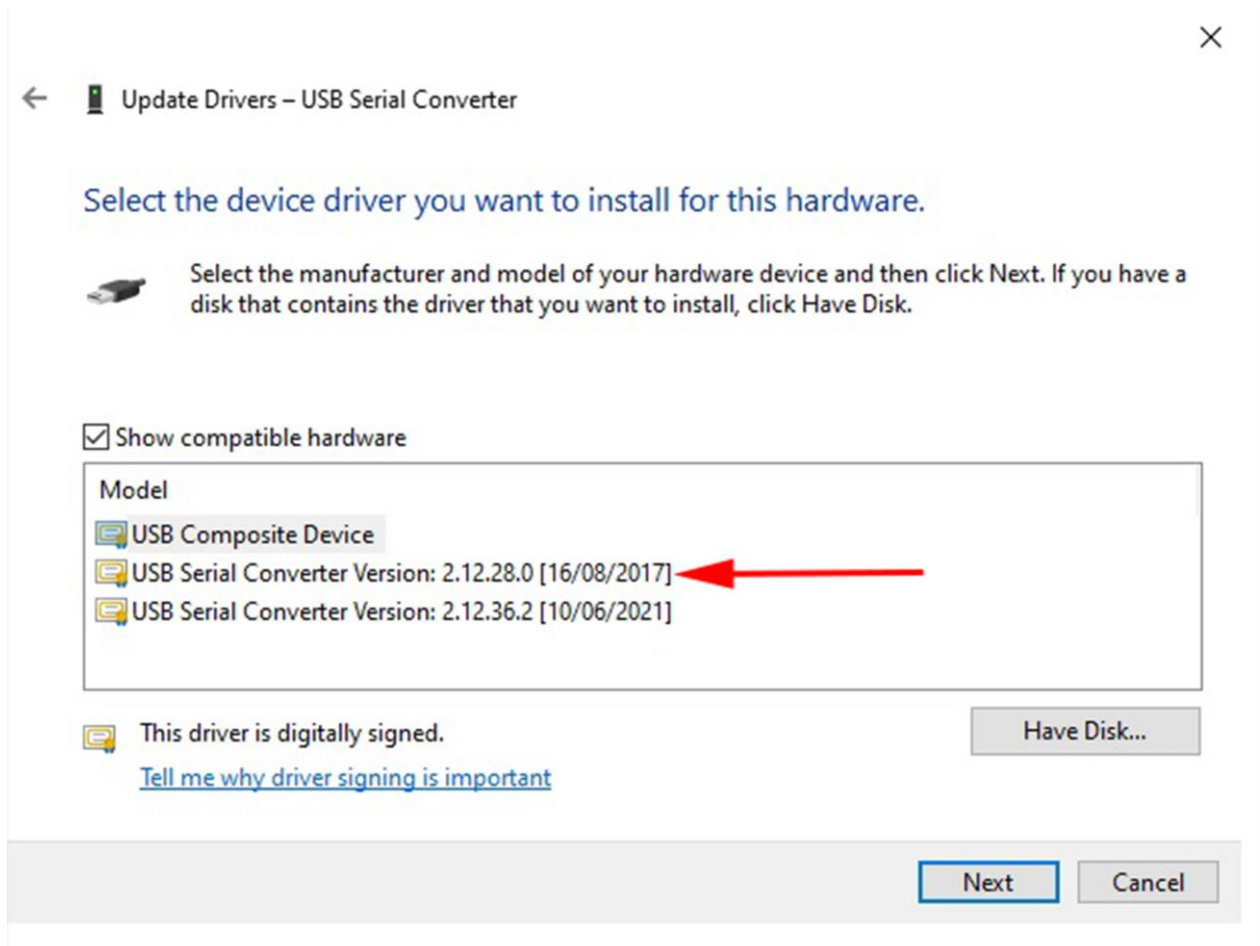 Update Drivers – USB Serial Converter
Select the device driver you want to install for this hardware.
Select the manufacturer and model of your hardware device and then click Next. If you have a
disk that contains the driver that you want to install, click Have Disk.
Show compatible hardware
Model
USB Composite Device
USB Serial Converter Version: 2.12.28.0 [16/08/2017]
USB Serial Converter Version: 2.12.36.2 [10/06/2021]
This driver is digitally signed.
Have Disk...
Tell me why driver signing is important
Next
Cancel